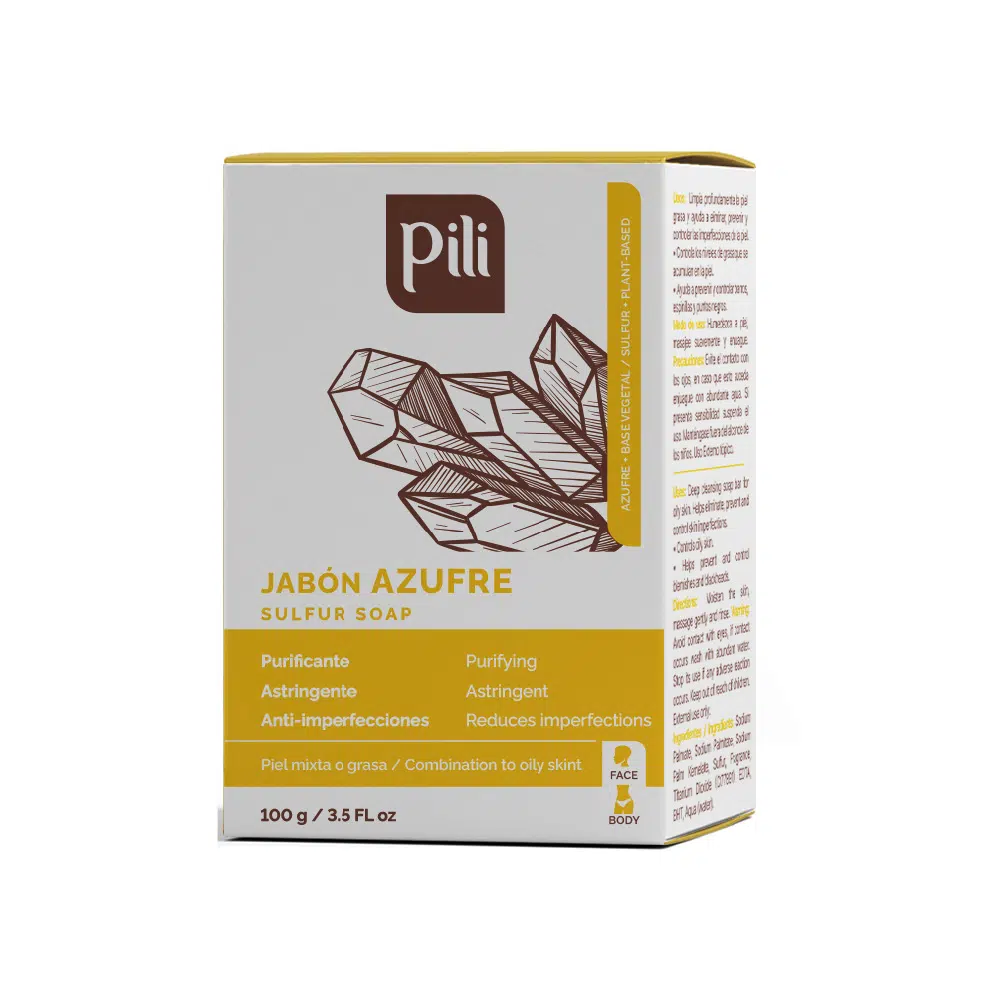 Pili
AZUFRE • BASE VEGETAL / SULFUR • PLANT-BASED
JABÓN AZUFRE
SULFUR SOAP
Purificante
Purifying
Astringente
Astringent
Anti-imperfecciones
Reduces imperfections
Piel mixta o grasa / Combination to oily skint
FACE
BODY
100 g / 3.5 FL oz
Usos: Limpia profundamente la piel
grasa y ayuda a eliminar, prevenir y
controlar las imperfecciones de la piel.
• Controla los niveles de grasa que se
acumulan en la piel.
• Ayuda a prevenir y controlar barros,
espinillas y puntos negros.
Modo de uso: Humedezca a piel,
masajee suavemente y enjuague.
Precauciones: Evite el contacto con
los ojos, en caso que esto suceda
enjuague con abundante agua. Si
presenta sensibilidad suspenda el
uso. Manténgase fuera del alcance de
los niños. Uso Externo tópico.
Uses: Deep cleansing soap bar for
oily skin. Helps eliminate, prevent and
control skin imperfections.
• Controls oily skin.
• Helps prevent and control
blemishes and blackheads.
Directions: Moisten the skin,
message gently and rinse. Warning:
Avoid contact with eyes, if contact
occurs wash with abundant water.
Stop its use if any adverse reaction
occurs. Keep out of reach of children.
External use only.
Ingredientes / Ingredients: Sodium
Palmate, Sodium Palmitate, Sodium
Palm Kernelate, Sulfur, Fragrance,
Titanium Dioxide (CI77891) EDTA,
BHT, Aqua (water).